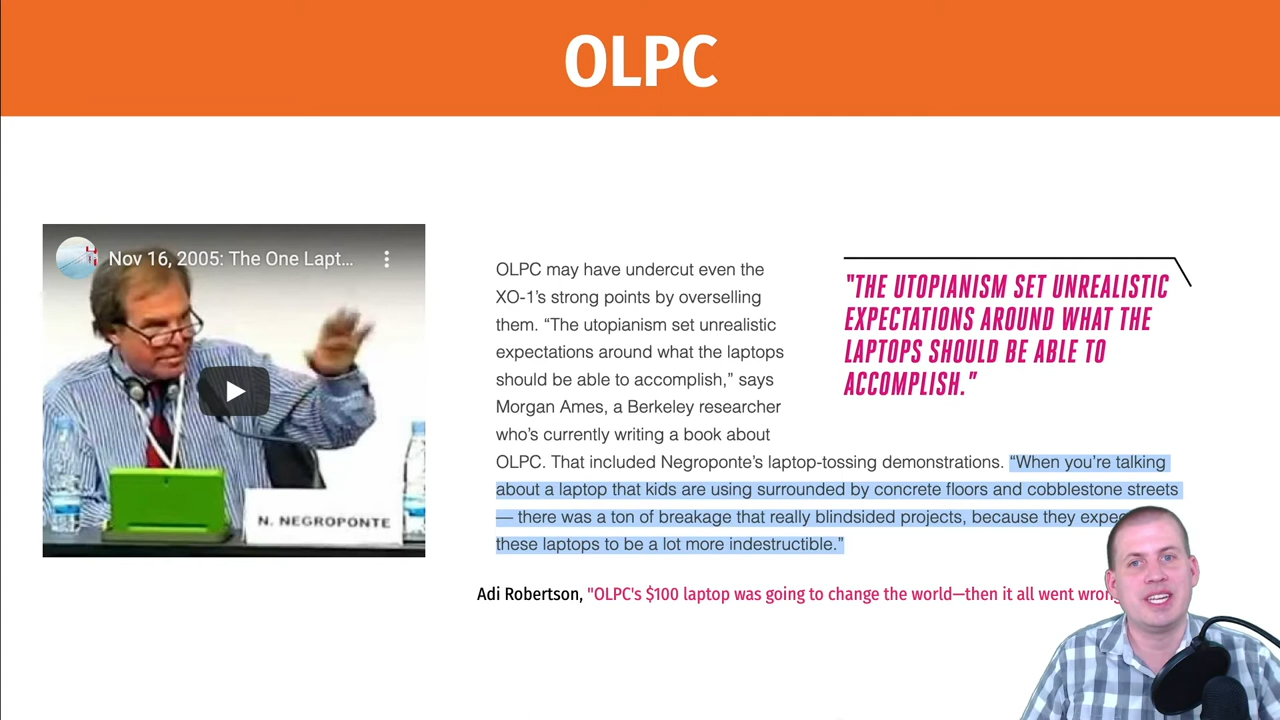 OLPC
Nov 16, 2005: The One Lapt...
N. NEGROPONTE
OLPC may have undercut even the
XO-1’s strong points by overselling
them. “The utopianism set unrealistic
expectations around what the laptops
should be able to accomplish,” says
Morgan Ames, a Berkeley researcher
who’s currently writing a book about
OLPC. That included Negroponte’s laptop-tossing demonstrations. “When you’re talking
about a laptop that kids are using surrounded by concrete floors and cobblestone streets
— there was a ton of breakage that really blindsided projects, because they
these laptops to be a lot more indestructible.”
"THE UTOPIANISM SET UNREALISTIC
EXPECTATIONS AROUND WHAT THE
LAPTOPS SHOULD BE ABLE TO
ACCOMPLISH."
Adi Robertson, "OLPC's $100 laptop was going to change the world—then it all went wrong